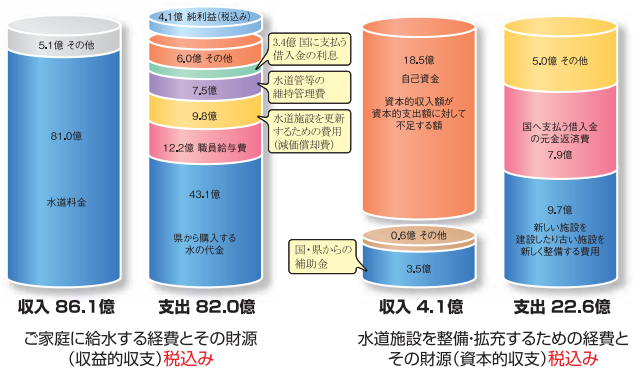 5.1億 その他
81.0億
水道料金
収入 86.1億
4.1億 純利益(税込み)
6.0億 その他
7.5億
9.8億
12.2億 職員給与費
43.1億
県から購入する
水の代金
支出 82.0億
3.4億 国に支払う
借入金の利息
水道管等の
維持管理費
水道施設を更新
するための費用
(減価償却費)
ご家庭に給水する経費とその財源
(収益的収支)税込み
18.5億
自己資金
資本的収入額が
資本的支出額に対して
不足する額
0.6億 その他
3.5億
国・県からの
補助金
収入 4.1億
5.0億 その他
国へ支払う借入金
の元金返済費
7.9億
9.7億
新しい施設を
建設したり古い施設を
新しく整備する費用
支出 22.6億
水道施設を整備・拡充するための経費と
その財源(資本的収支)税込み